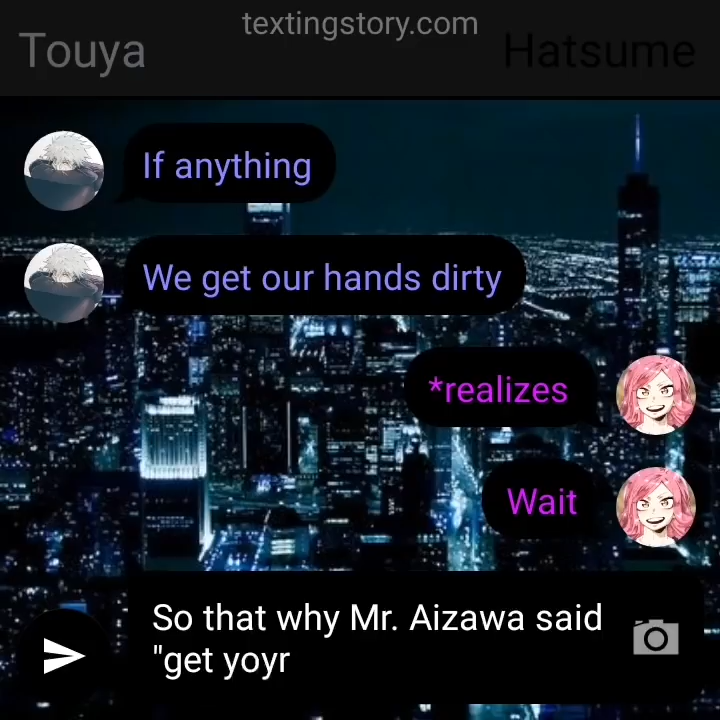 textingstory.com
Touya
Hatsume
If anything
We get our hands dirty
*realizes
Wait
So that why Mr. Aizawa said
"get yoyr